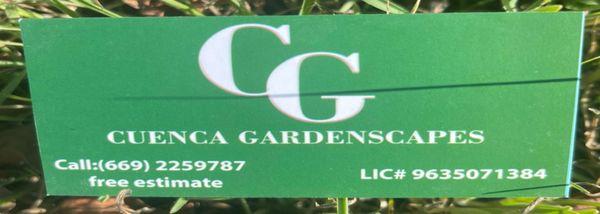 CG
CUENCA GARDENSCAPES
Call:(669) 2259787
free estimate
LIC# 9635071384